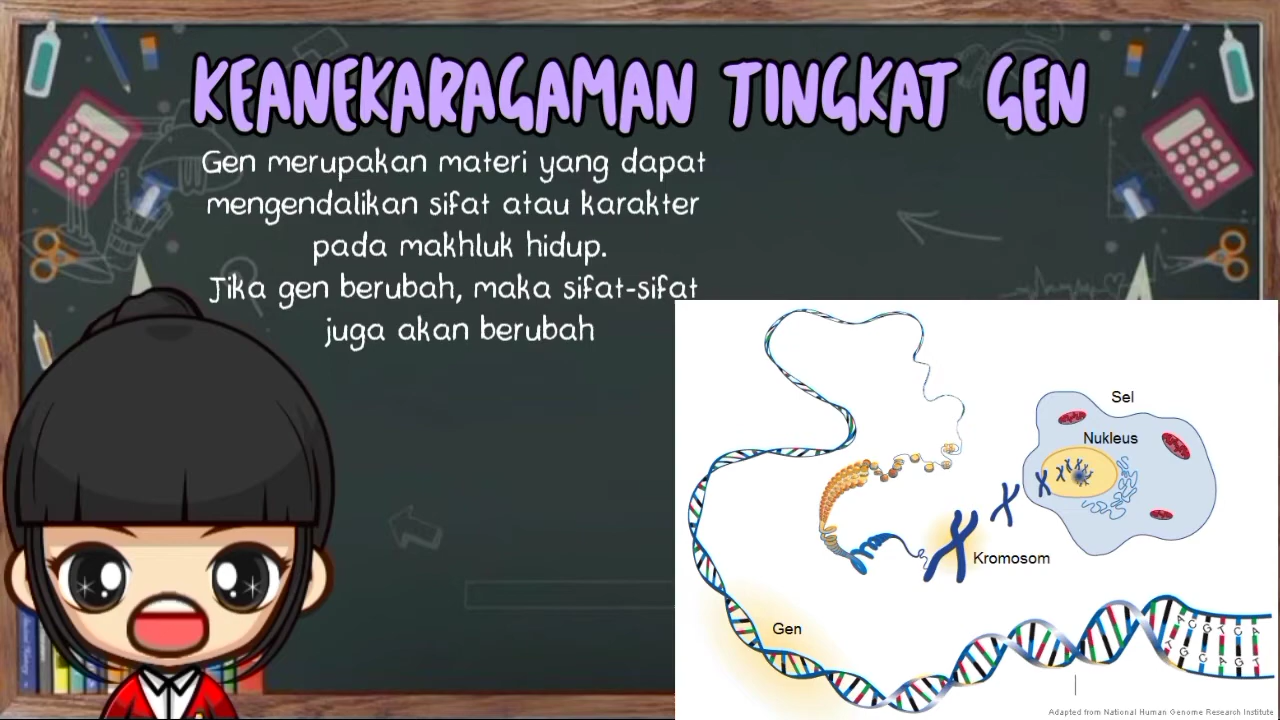 KEANEKARAGAMAN TINGKAT GEN
Gen merupakan materi yang dapat
mengendalikan sifat atau karakter
pada makhluk hidup.
Jika gen berubah, maka sifat-sifat
juga akan berubah
Sel
Nukleus
Kromosom
Gen
A C G T C A
T G C A G T
Adapted from National Human Genome Research Institute